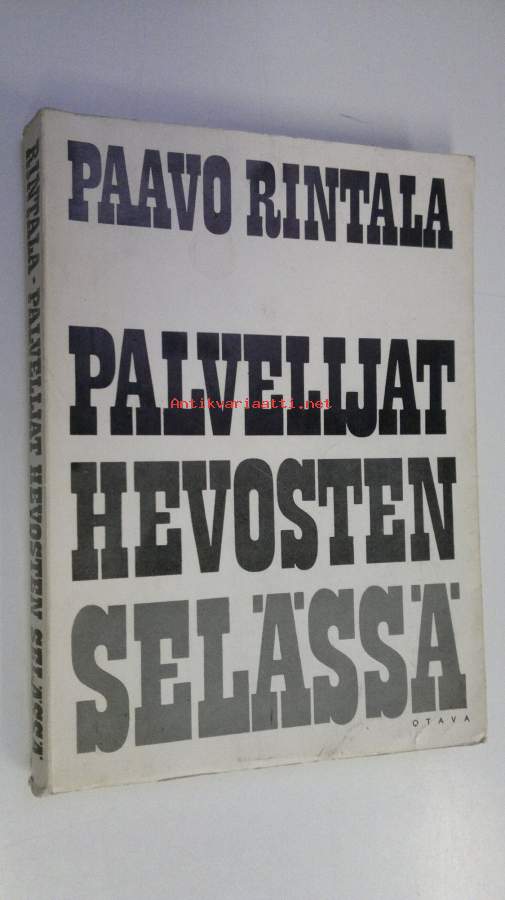 PAAVO RINTALA
PALVELIJAT
HEVOSTEN
SELÄSSÄ
OTAVA
RINTALA · PALVELIJAT HEVOSTEN SELÄSSÄ
Antikvariaatti.net